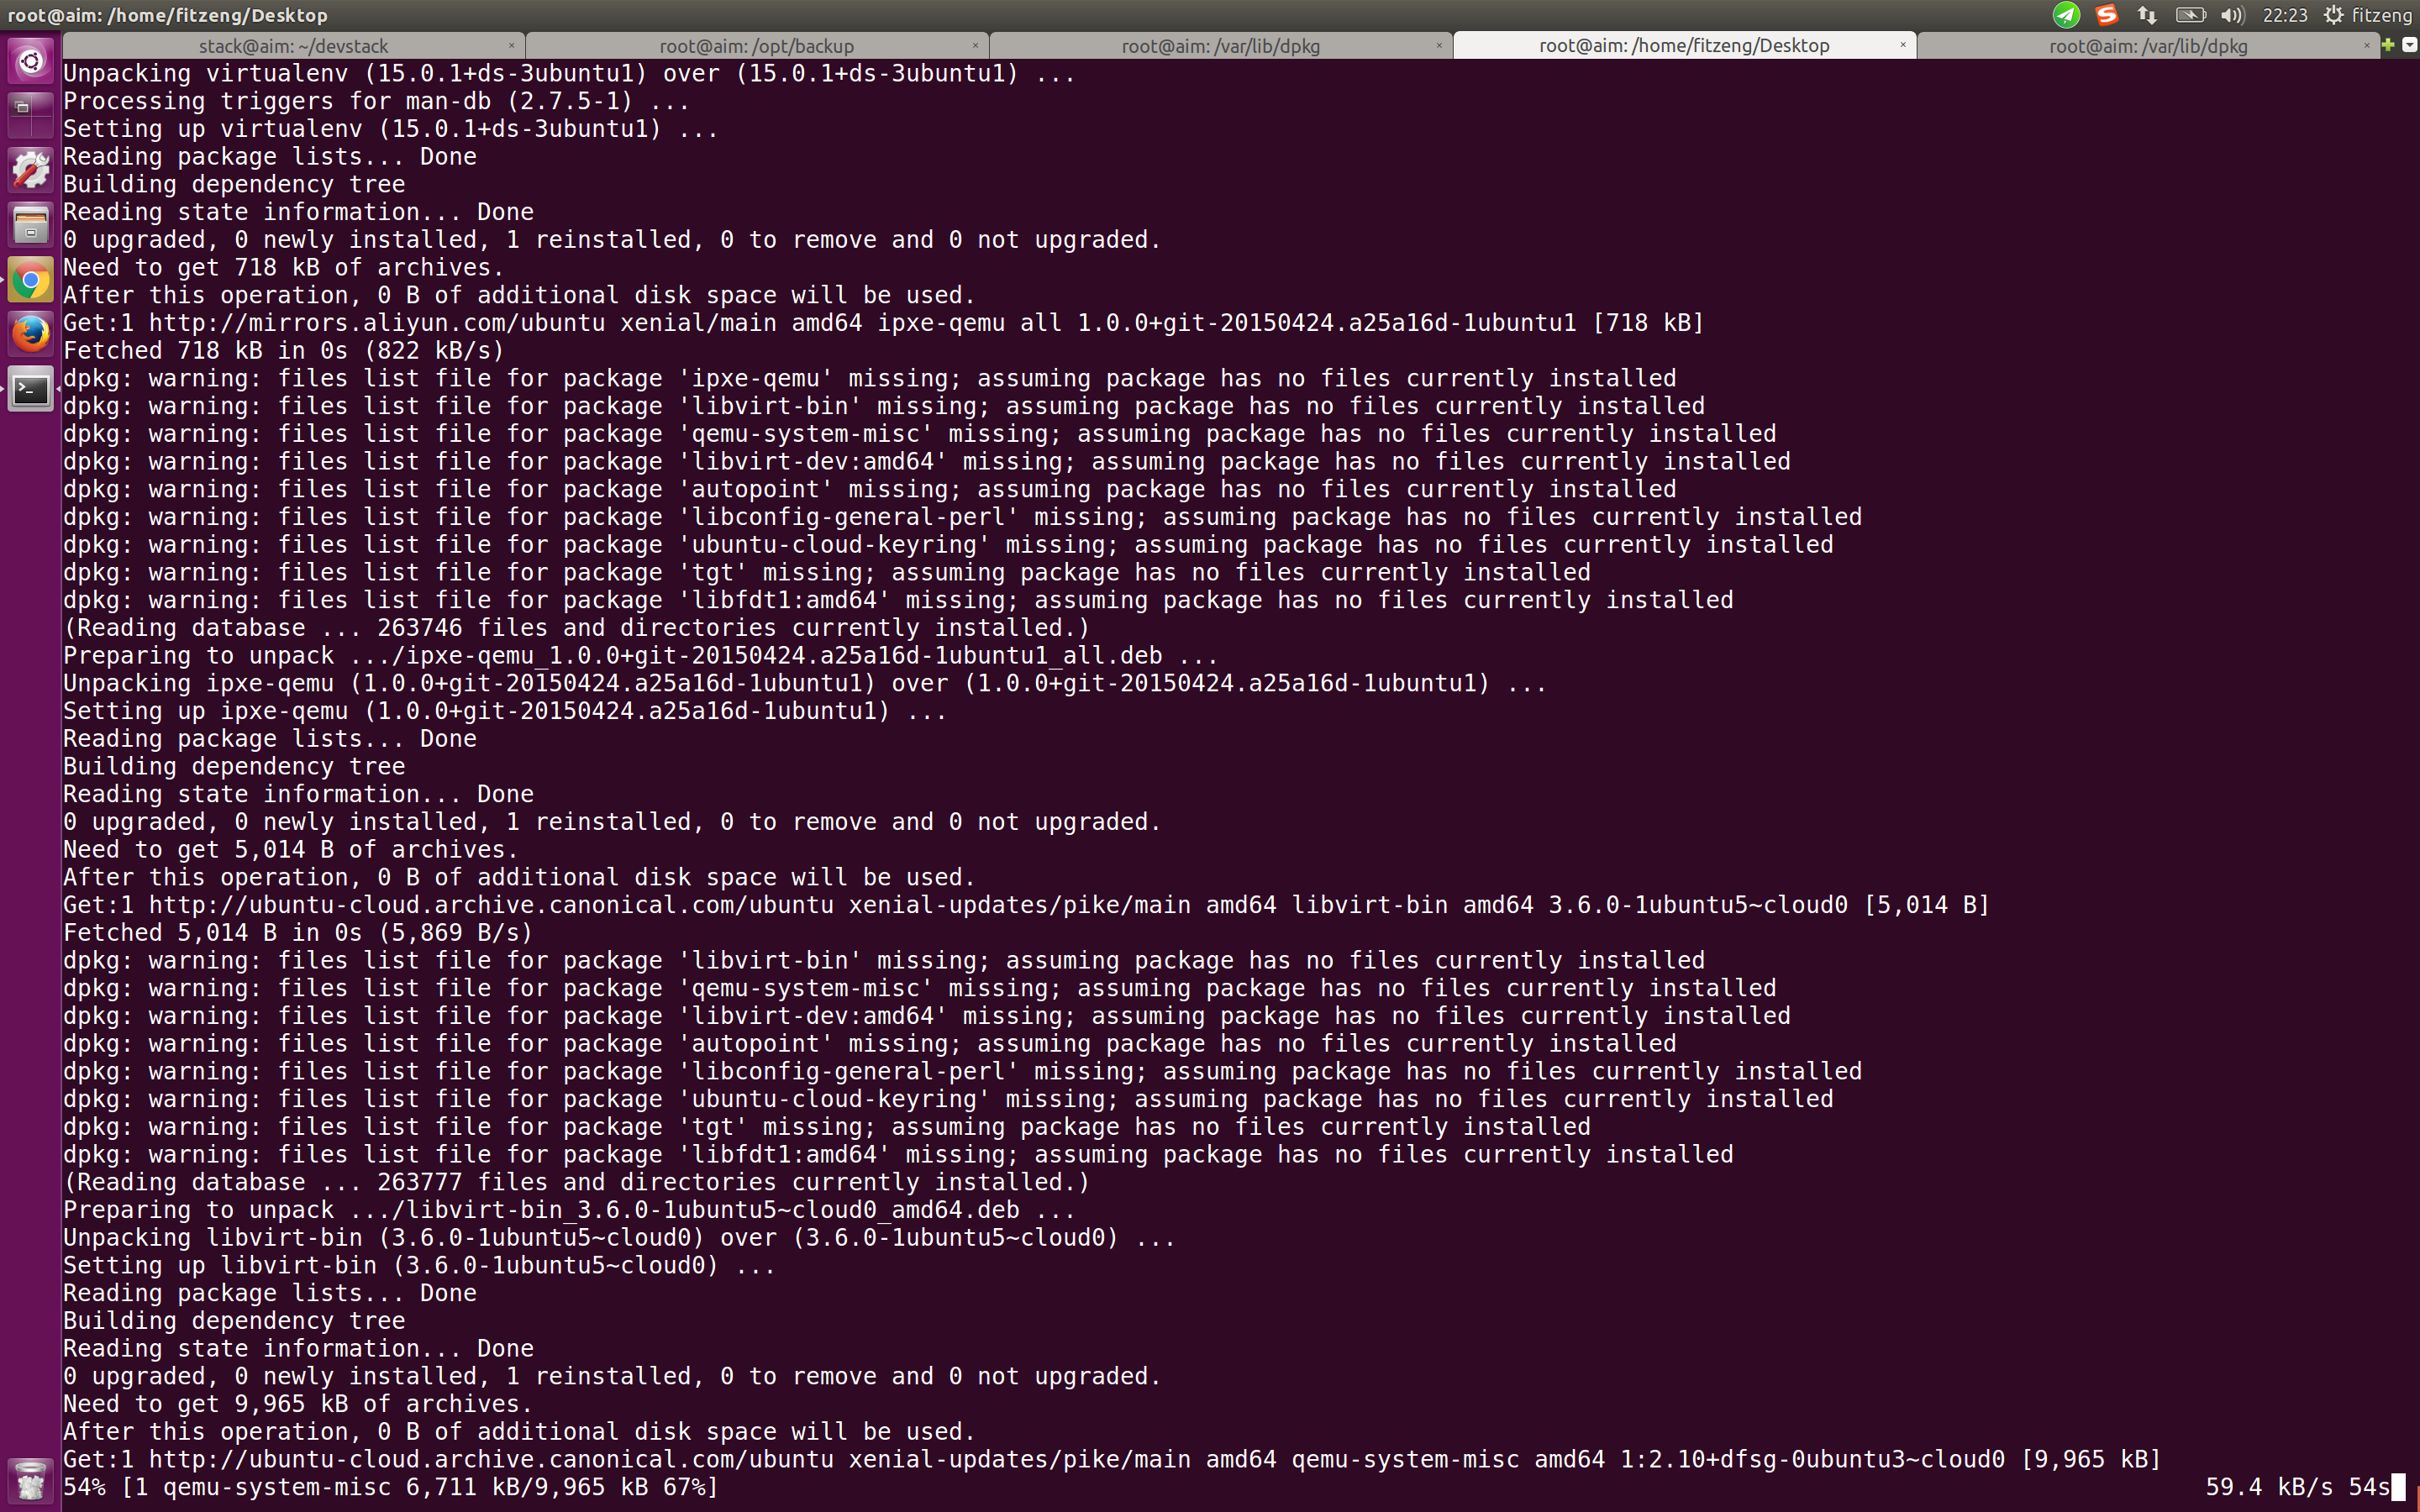 root@aim: /home/fitzeng/Desktop
22:23
fitzeng
stack@aim: ~/devstack
root@aim: /opt/backup
root@aim: /var/lib/dpkg
root@aim: /home/fitzeng/Desktop
root@aim: /var/lib/dpkg
Unpacking virtualenv (15.0.1+ds-3ubuntu1) over (15.0.1+ds-3ubuntu1) ...
Processing triggers for man-db (2.7.5-1) ...
Setting up virtualenv (15.0.1+ds-3ubuntu1) ...
Reading package lists... Done
Building dependency tree
Reading state information... Done
0 upgraded, 0 newly installed, 1 reinstalled, 0 to remove and 0 not upgraded.
Need to get 718 kB of archives.
After this operation, 0 B of additional disk space will be used.
Get:1 http://mirrors.aliyun.com/ubuntu xenial/main amd64 ipxe-qemu all 1.0.0+git-20150424.a25a16d-1ubuntu1 [718 kB]
Fetched 718 kB in 0s (822 kB/s)
dpkg: warning: files list file for package 'ipxe-qemu' missing; assuming package has no files currently installed
dpkg: warning: files list file for package 'libvirt-bin' missing; assuming package has no files currently installed
dpkg: warning: files list file for package 'qemu-system-misc' missing; assuming package has no files currently installed
dpkg: warning: files list file for package 'libvirt-dev:amd64' missing; assuming package has no files currently installed
dpkg: warning: files list file for package 'autopoint' missing; assuming package has no files currently installed
dpkg: warning: files list file for package 'libconfig-general-perl' missing; assuming package has no files currently installed
dpkg: warning: files list file for package 'ubuntu-cloud-keyring' missing; assuming package has no files currently installed
dpkg: warning: files list file for package 'tgt' missing; assuming package has no files currently installed
dpkg: warning: files list file for package 'libfdt1:amd64' missing; assuming package has no files currently installed
(Reading database ... 263746 files and directories currently installed.)
Preparing to unpack .../ipxe-qemu_1.0.0+git-20150424.a25a16d-1ubuntu1_all.deb ...
Unpacking ipxe-qemu (1.0.0+git-20150424.a25a16d-1ubuntu1) over (1.0.0+git-20150424.a25a16d-1ubuntu1) ...
Setting up ipxe-qemu (1.0.0+git-20150424.a25a16d-1ubuntu1) ...
Reading package lists... Done
Building dependency tree
Reading state information... Done
0 upgraded, 0 newly installed, 1 reinstalled, 0 to remove and 0 not upgraded.
Need to get 5,014 B of archives.
After this operation, 0 B of additional disk space will be used.
Get:1 http://ubuntu-cloud.archive.canonical.com/ubuntu xenial-updates/pike/main amd64 libvirt-bin amd64 3.6.0-1ubuntu5~cloud0 [5,014 B]
Fetched 5,014 B in 0s (5,869 B/s)
dpkg: warning: files list file for package 'libvirt-bin' missing; assuming package has no files currently installed
dpkg: warning: files list file for package 'qemu-system-misc' missing; assuming package has no files currently installed
dpkg: warning: files list file for package 'libvirt-dev:amd64' missing; assuming package has no files currently installed
dpkg: warning: files list file for package 'autopoint' missing; assuming package has no files currently installed
dpkg: warning: files list file for package 'libconfig-general-perl' missing; assuming package has no files currently installed
dpkg: warning: files list file for package 'ubuntu-cloud-keyring' missing; assuming package has no files currently installed
dpkg: warning: files list file for package 'tgt' missing; assuming package has no files currently installed
dpkg: warning: files list file for package 'libfdt1:amd64' missing; assuming package has no files currently installed
(Reading database ... 263777 files and directories currently installed.)
Preparing to unpack .../libvirt-bin_3.6.0-1ubuntu5~cloud0_amd64.deb ...
Unpacking libvirt-bin (3.6.0-1ubuntu5~cloud0) over (3.6.0-1ubuntu5~cloud0) ...
Setting up libvirt-bin (3.6.0-1ubuntu5~cloud0) ...
Reading package lists... Done
Building dependency tree
Reading state information... Done
0 upgraded, 0 newly installed, 1 reinstalled, 0 to remove and 0 not upgraded.
Need to get 9,965 kB of archives.
After this operation, 0 B of additional disk space will be used.
Get:1 http://ubuntu-cloud.archive.canonical.com/ubuntu xenial-updates/pike/main amd64 qemu-system-misc amd64 1:2.10+dfsg-0ubuntu3~cloud0 [9,965 kB]
54% [1 qemu-system-misc 6,711 kB/9,965 kB 67%] 59.4 kB/s 54s